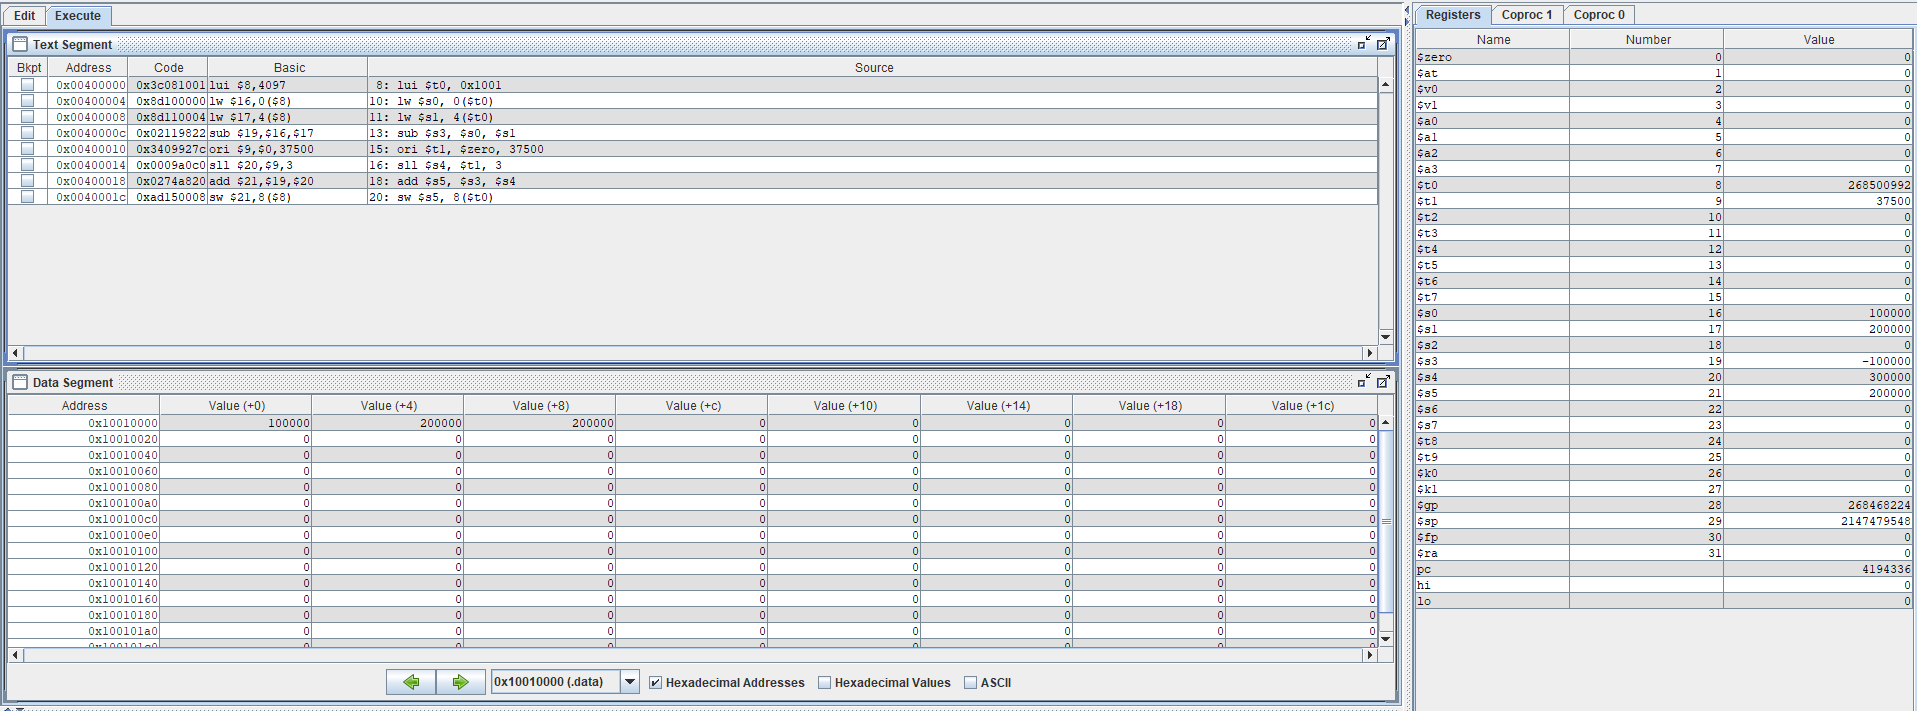 Edit Execute
Text Segment
Bkpt Address Code Basic Source
0x00400000 0x3c081001 lui $8,4097 8: lui $t0, 0x1001
0x00400004 0x8d100000 lw $16,0($8) 10: lw $s0, 0($t0)
0x00400008 0x8d110004 lw $17,4($8) 11: lw $s1, 4($t0)
0x0040000c 0x02119822 sub $19,$16,$17 13: sub $s3, $s0, $s1
0x00400010 0x3409927c ori $9,$0,37500 15: ori $t1, $zero, 37500
0x00400014 0x0009a0c0 sll $20,$9,3 16: sll $s4, $t1, 3
0x00400018 0x0274a820 add $21,$19,$20 18: add $s5, $s3, $s4
0x0040001c 0xad150008 sw $21,8($8) 20: sw $s5, 8($t0)
Data Segment
Address Value (+0) Value (+4) Value (+8) Value (+c) Value (+10) Value (+14) Value (+18) Value (+1c)
0x10010000 100000 200000 200000 0 0 0 0 0
0x10010020 0 0 0 0 0 0 0 0
0x10010040 0 0 0 0 0 0 0 0
0x10010060 0 0 0 0 0 0 0 0
0x10010080 0 0 0 0 0 0 0 0
0x100100a0 0 0 0 0 0 0 0 0
0x100100c0 0 0 0 0 0 0 0 0
0x100100e0 0 0 0 0 0 0 0 0
0x10010100 0 0 0 0 0 0 0 0
0x10010120 0 0 0 0 0 0 0 0
0x10010140 0 0 0 0 0 0 0 0
0x10010160 0 0 0 0 0 0 0 0
0x10010180 0 0 0 0 0 0 0 0
0x100101a0 0 0 0 0 0 0 0 0
0x100101c0 0 0 0 0 0 0 0 0
0x10010000 (.data) Hexadecimal Addresses Hexadecimal Values ASCII
Registers Coproc 1 Coproc 0
Name Number Value
$zero 0 0
$at 1 0
$v0 2 0
$v1 3 0
$a0 4 0
$a1 5 0
$a2 6 0
$a3 7 0
$t0 8 268500992
$t1 9 37500
$t2 10 0
$t3 11 0
$t4 12 0
$t5 13 0
$t6 14 0
$t7 15 0
$s0 16 100000
$s1 17 200000
$s2 18 0
$s3 19 -100000
$s4 20 300000
$s5 21 200000
$s6 22 0
$s7 23 0
$t8 24 0
$t9 25 0
$k0 26 0
$k1 27 0
$gp 28 268468224
$sp 29 2147479548
$fp 30 0
$ra 31 0
pc 4194336
hi 0
lo 0